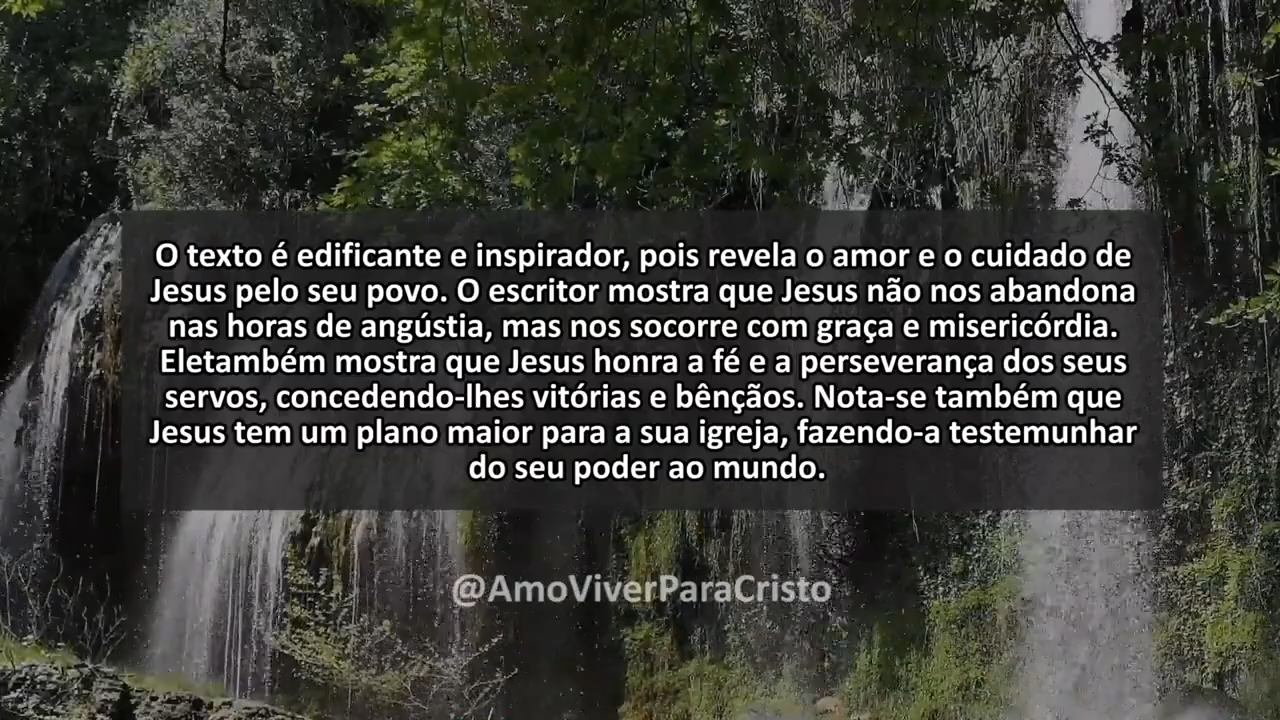 O texto é edificante e inspirador, pois revela o amor e o cuidado de
Jesus pelo seu povo. O escritor mostra que Jesus não nos abandona
nas horas de angústia, mas nos socorre com graça e misericórdia.
Eletambém mostra que Jesus honra a fé e a perseverança dos seus
servos, concedendo-lhes vitórias e bênçãos. Nota-se também que
Jesus tem um plano maior para a sua igreja, fazendo-a testemunhar
do seu poder ao mundo.
@AmoViverParaCristo